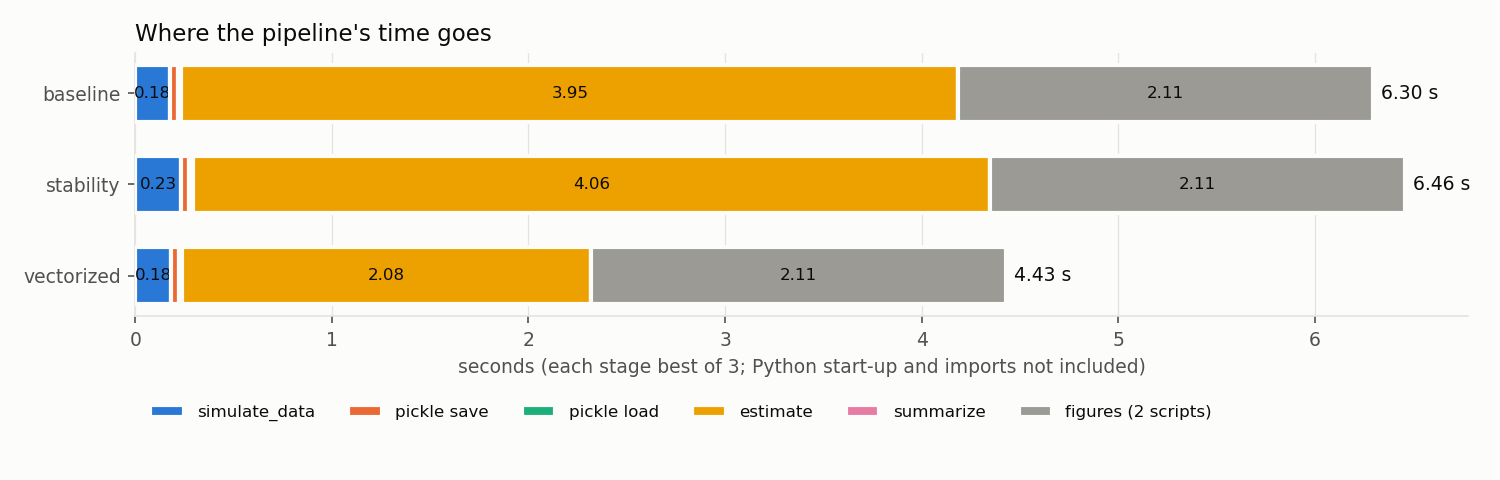 Where the pipeline's time goes
baseline 0.18 3.95 2.11 6.30 s
stability 0.23 4.06 2.11 6.46 s
vectorized 0.18 2.08 2.11 4.43 s
0 1 2 3 4 5 6
seconds (each stage best of 3; Python start-up and imports not included)
simulate_data pickle save pickle load estimate summarize figures (2 scripts)